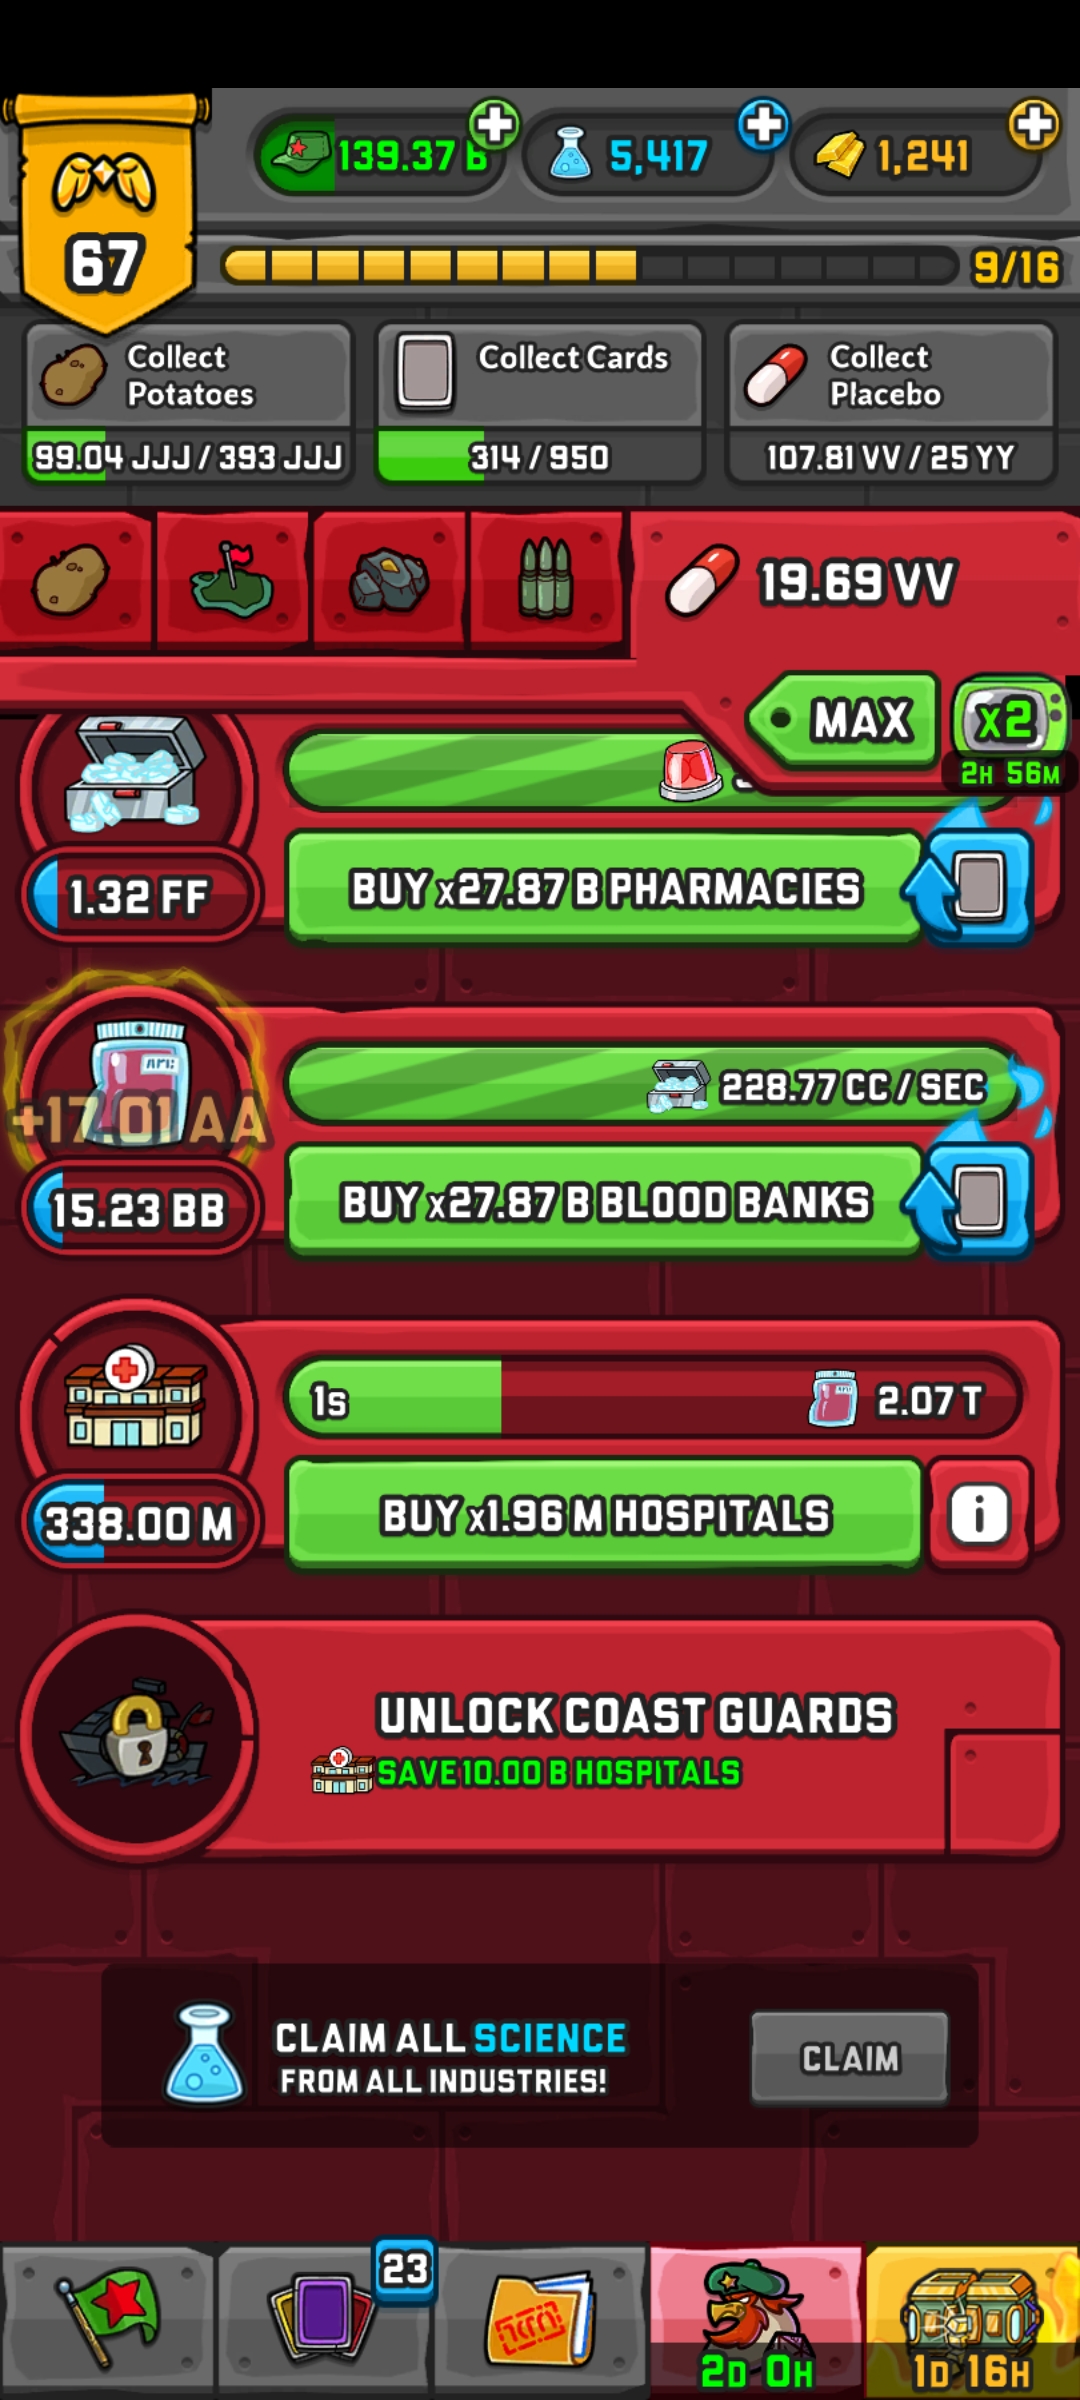 139.37 B
5,417
1,241
67
9/16
Collect
Potatoes
99.04 JJJ / 393 JJJ
Collect Cards
314 / 950
Collect
Placebo
107.81 VV / 25 YY
19.69 VV
MAX
x2
2H 56M
1.32 FF
BUY x27.87 B PHARMACIES
+17.01 AA
228.77 CC / SEC
15.23 BB
BUY x27.87 B BLOOD BANKS
1s
2.07 T
338.00 M
BUY x1.96 M HOSPITALS
i
UNLOCK COAST GUARDS
SAVE 10.00 B HOSPITALS
CLAIM ALL SCIENCE
FROM ALL INDUSTRIES!
CLAIM
23
2D 0H
1D 16H